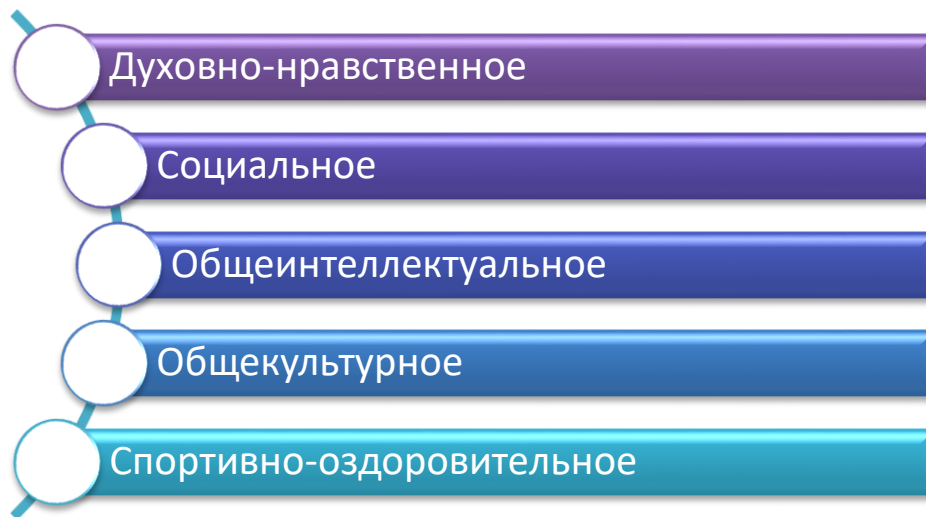 Духовно-нравственное
Социальное
Общеинтеллектуальное
Общекультурное
Спортивно-оздоровительное